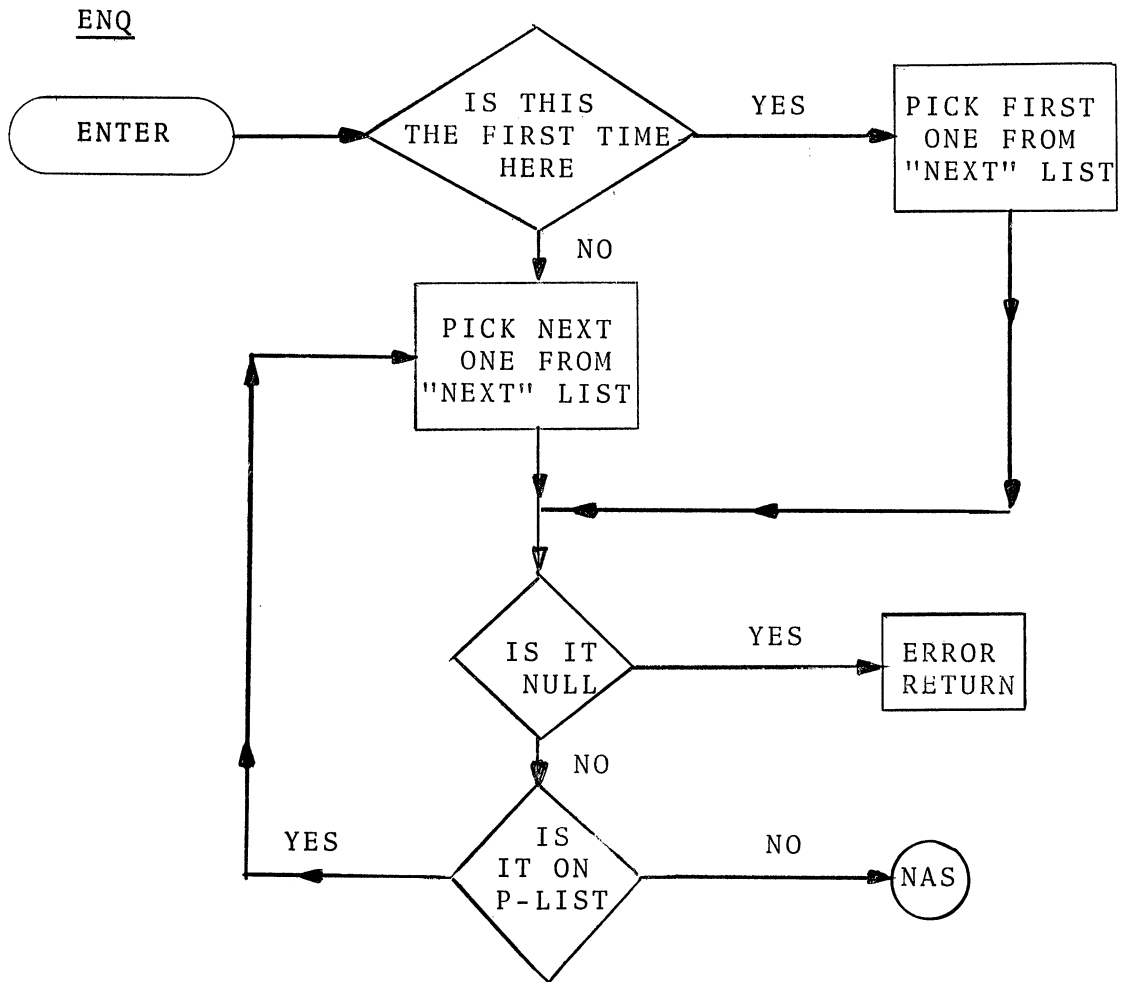 ENQ
ENTER
IS THIS
THE FIRST TIME
HERE
YES
PICK FIRST
ONE FROM
"NEXT" LIST
NO
PICK NEXT
ONE FROM
"NEXT" LIST
IS IT
NULL
YES
ERROR
RETURN
NO
IS
IT ON
P-LIST
YES
NO
NAS